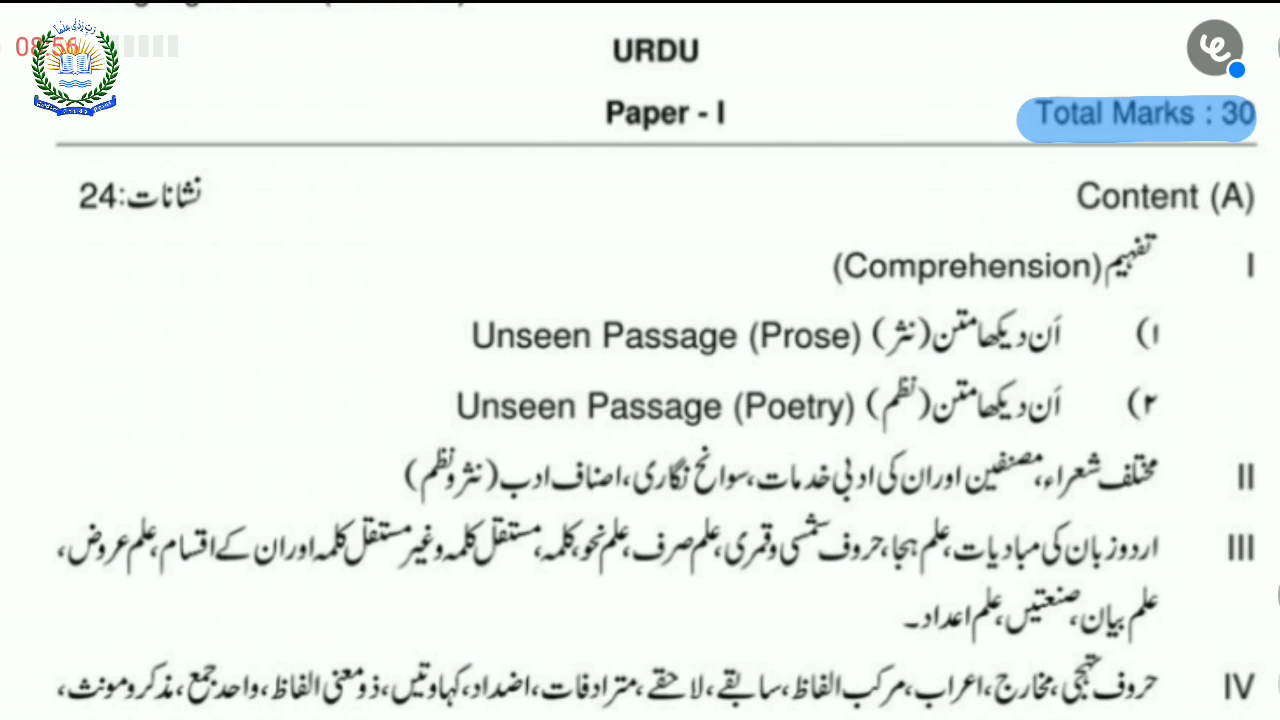 08:56
رَبِّ زِدْنِي عِلْمًا
URDU
Paper - I
Total Marks : 30
Content (A) نشانات:24
I تفہیم (Comprehension)
۱) اَن دیکھا متن (نثر) Unseen Passage (Prose)
۲) اَن دیکھا متن (نظم) Unseen Passage (Poetry)
II مختلف شعراء، مصنفین اور ان کی ادبی خدمات، سوانح نگاری، اصناف ادب (نثر و نظم)
III اردو زبان کی مبادیات، علم ہجا، حروف شمسی و قمری، علم صرف، علم نحو، کلمہ، مستقل کلمہ و غیر مستقل کلمہ اور ان کے اقسام، علم عروض،
علم بیان، صنعتیں، علم اعداد۔
IV حروف تہجی، مخارج، اعراب، مرکب الفاظ، سابقے، لاحقے، مترادفات، اضداد، کہاوتیں، ذو معنی الفاظ، واحد جمع، مذکر و مونث،